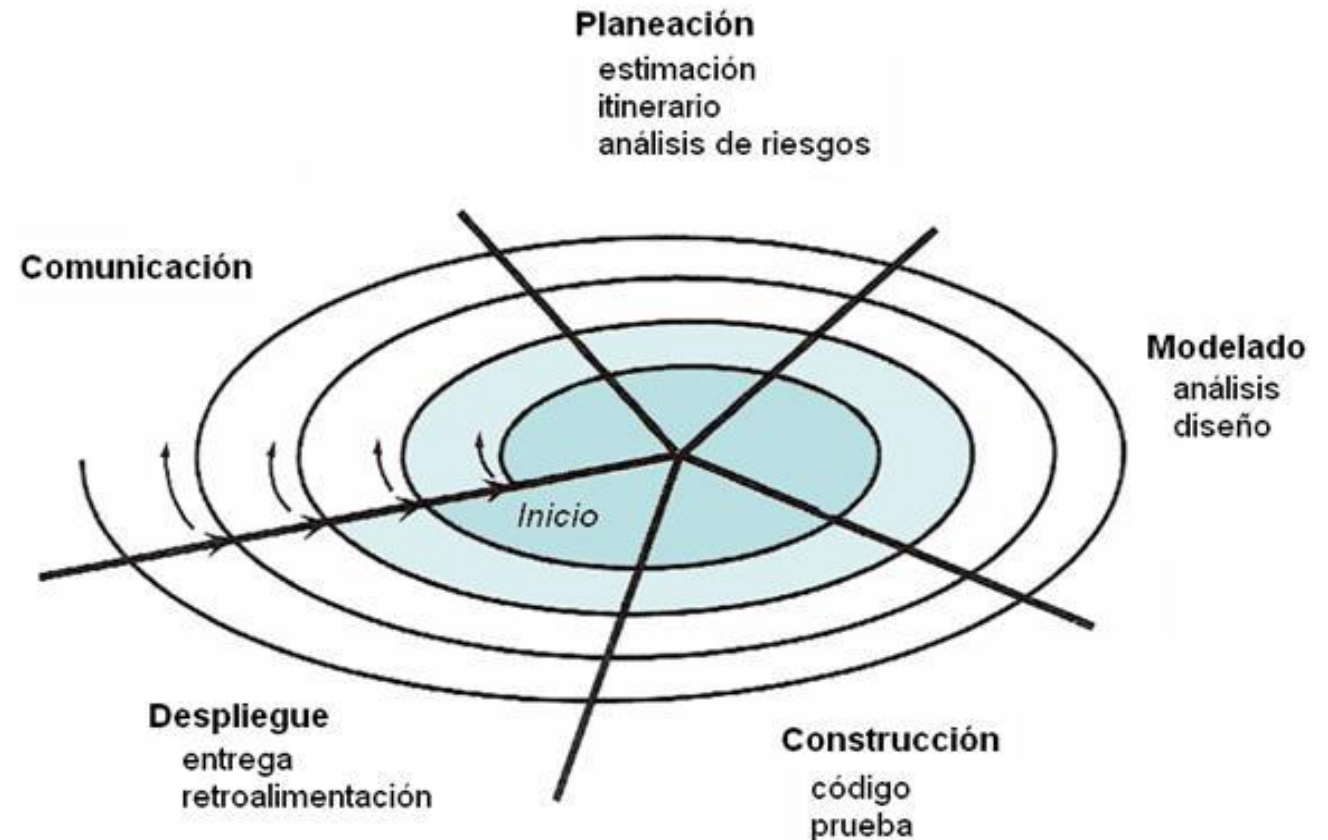 Planeación
estimación
itinerario
análisis de riesgos
Comunicación
Modelado
análisis
diseño
Inicio
Despliegue
entrega
retroalimentación
Construcción
código
prueba